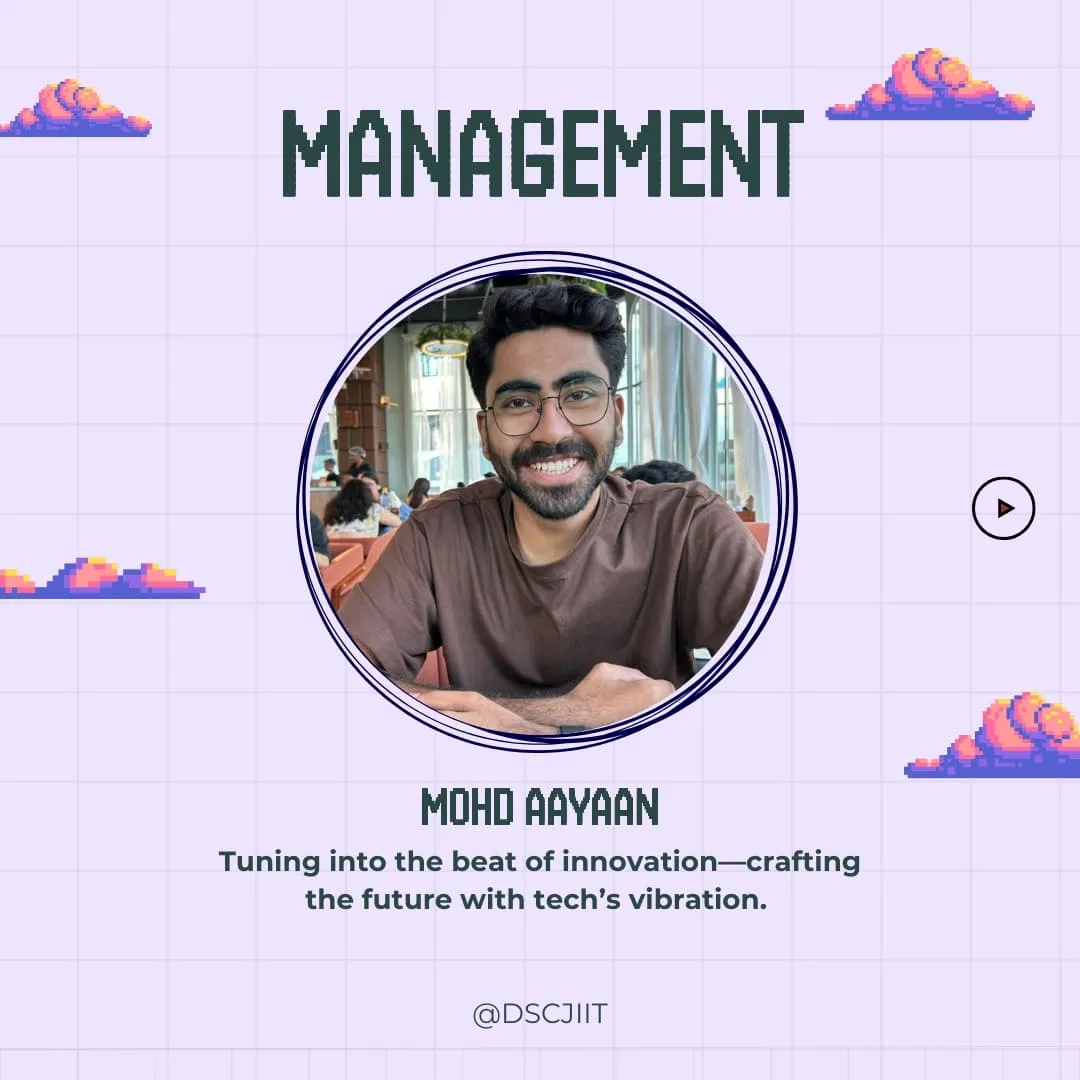 MANAGEMENT
MOHD AAYAAN
Tuning into the beat of innovation—crafting
the future with tech’s vibration.
@DSCJIIT